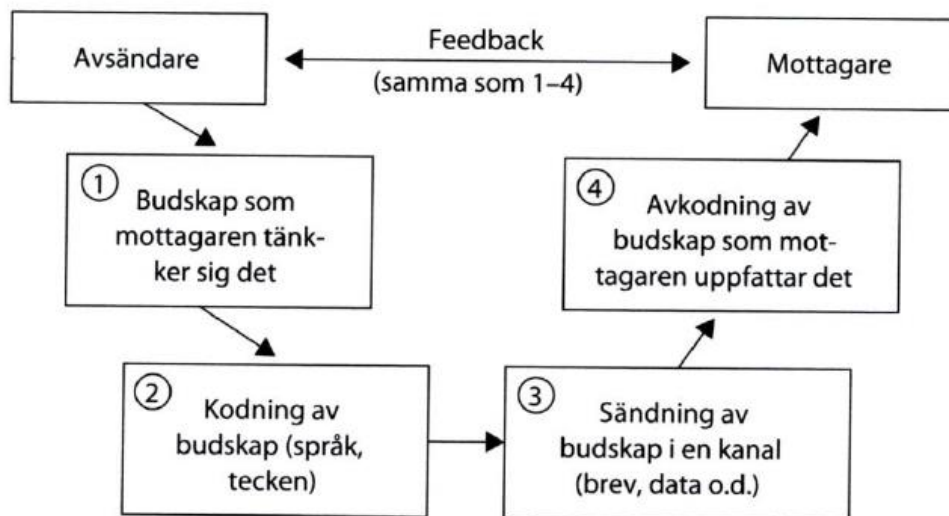 Avsändare
Feedback
(samma som 1–4)
Mottagare
1
Budskap som
mottagaren tänk-
ker sig det
4
Avkodning av
budskap som mot-
tagaren uppfattar det
2
Kodning av
budskap (språk,
tecken)
3
Sändning av
budskap i en kanal
(brev, data o.d.)